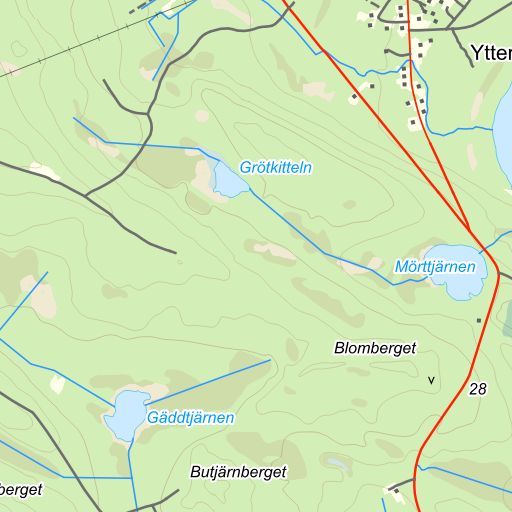 Ytter
Grötkitteln
Mörttjärnen
Blomberget
28
Gäddtjärnen
Butjärnberget
berget